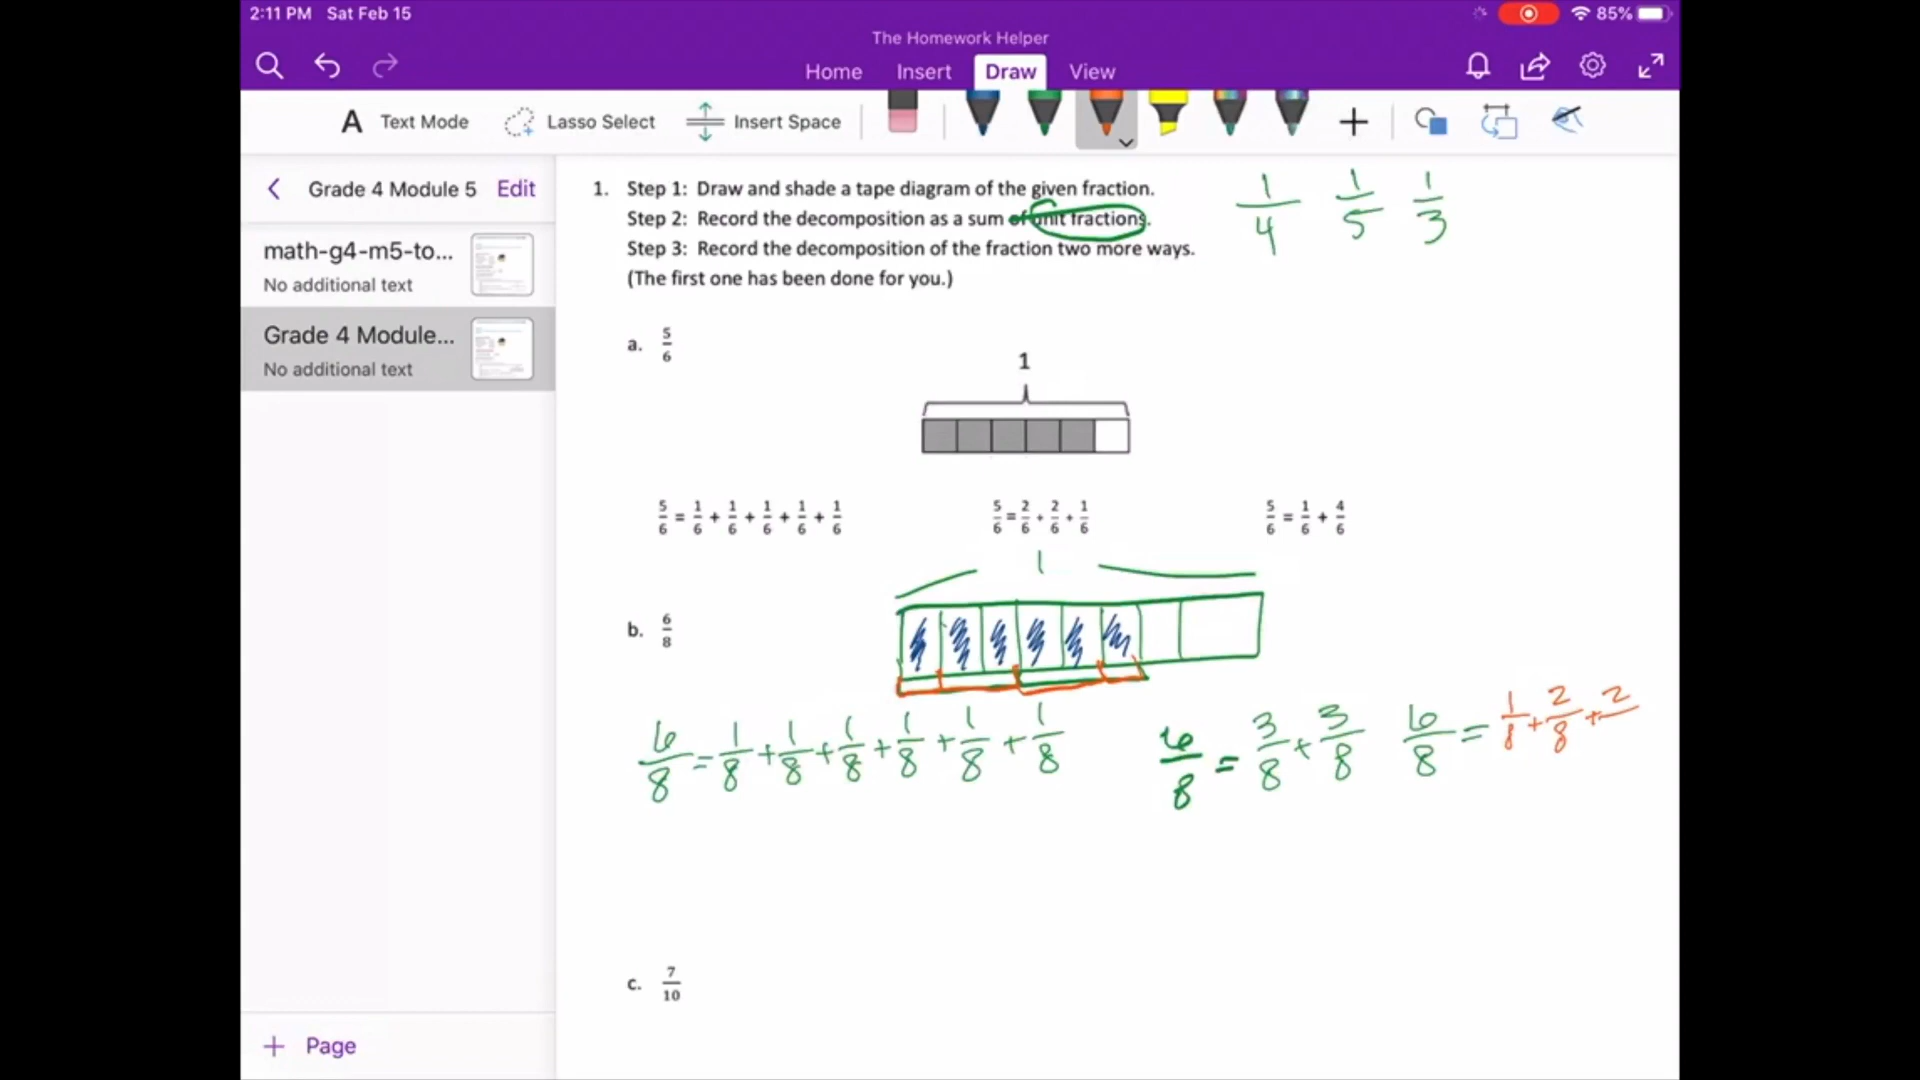 2:11 PM Sat Feb 15
85%
The Homework Helper
Home Insert Draw View
A Text Mode Lasso Select Insert Space
Grade 4 Module 5 Edit
math-g4-m5-to...
No additional text
Grade 4 Module...
No additional text
+ Page
1. Step 1: Draw and shade a tape diagram of the given fraction.
Step 2: Record the decomposition as a sum of unit fractions.
Step 3: Record the decomposition of the fraction two more ways.
(The first one has been done for you.)
1/4 1/5 1/3
a. 5/6
1
5/6 = 1/6 + 1/6 + 1/6 + 1/6 + 1/6
5/6 = 2/6 + 2/6 + 1/6
5/6 = 1/6 + 4/6
1
b. 6/8
6/8 = 1/8 + 1/8 + 1/8 + 1/8 + 1/8 + 1/8
6/8 = 3/8 + 3/8
6/8 = 1/8 + 2/8 + 2/
c. 7/10